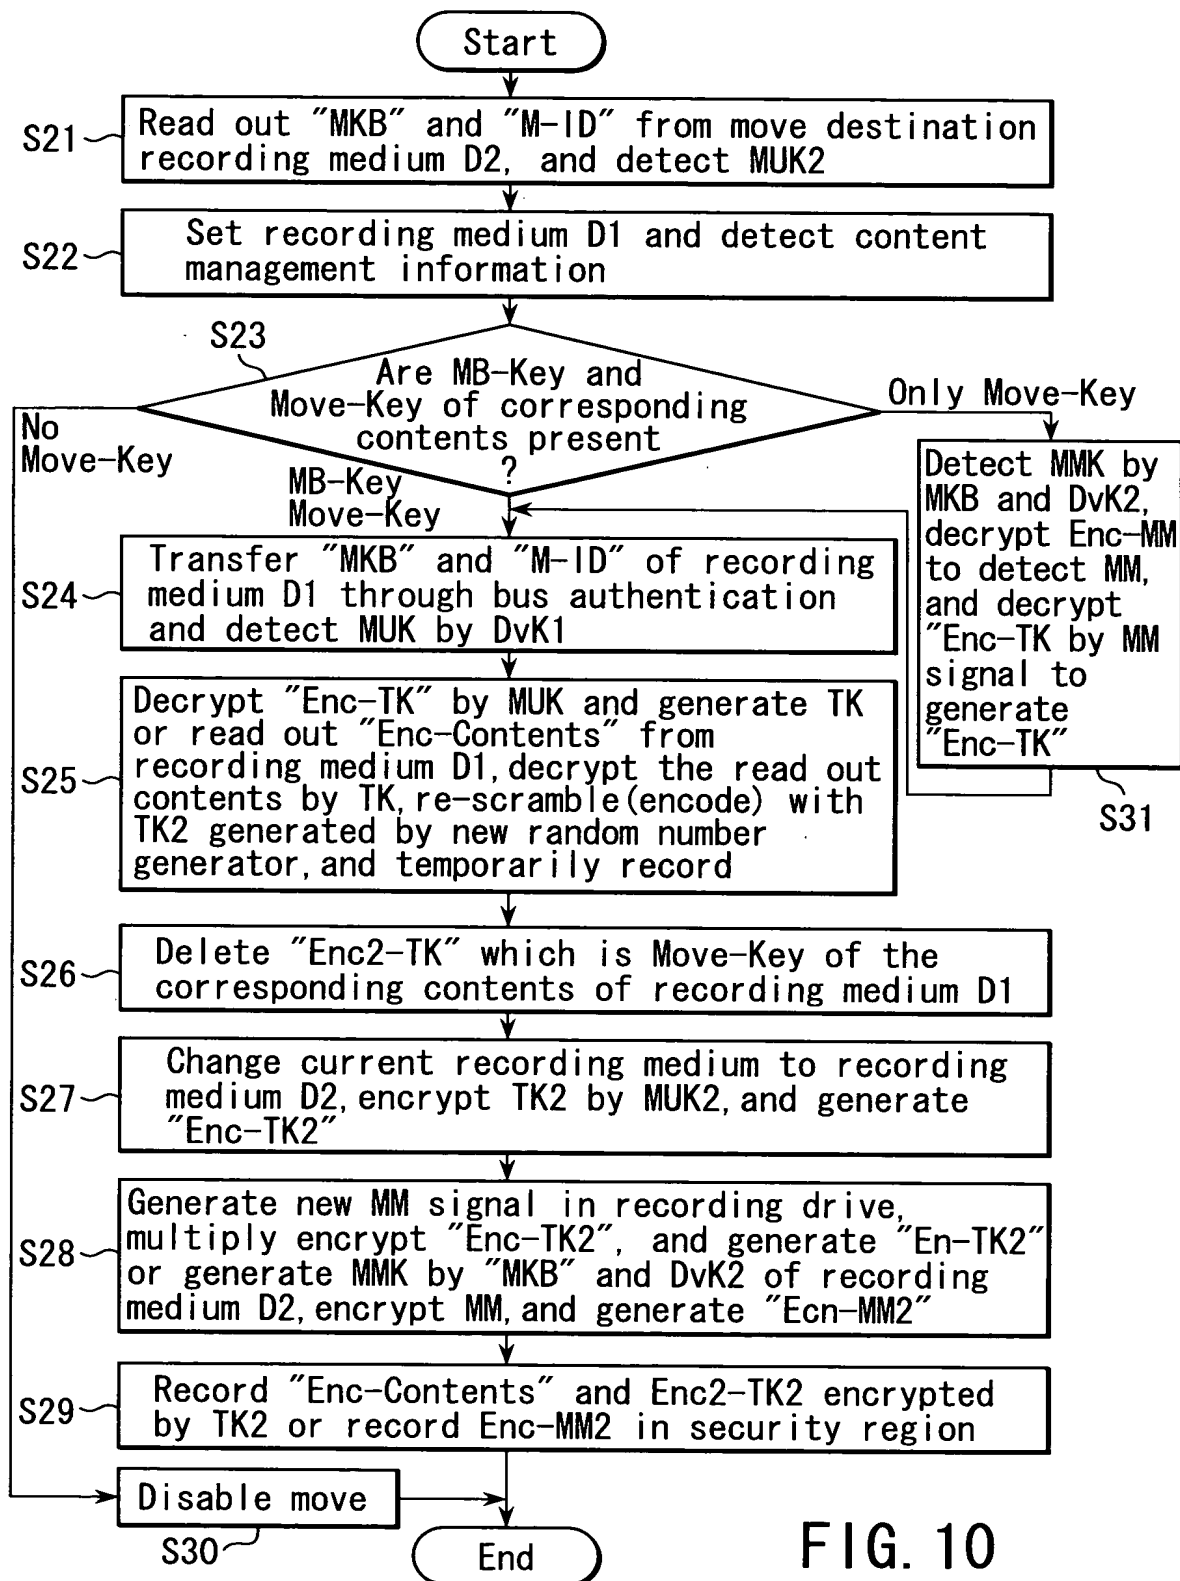 Start
S21
Read out "MKB" and "M-ID" from move destination
recording medium D2, and detect MUK2
S22
Set recording medium D1 and detect content
management information
S23
Are MB-Key and
Move-Key of corresponding
contents present
?
Only Move-Key
No
Move-Key
MB-Key
Move-Key
Detect MMK by
MKB and DvK2,
decrypt Enc-MM
to detect MM,
and decrypt
"Enc-TK by MM
signal to
generate
"Enc-TK"
S31
S24
Transfer "MKB" and "M-ID" of recording
medium D1 through bus authentication
and detect MUK by DvK1
S25
Decrypt "Enc-TK" by MUK and generate TK
or read out "Enc-Contents" from
recording medium D1, decrypt the read out
contents by TK, re-scramble(encode) with
TK2 generated by new random number
generator, and temporarily record
S26
Delete "Enc2-TK" which is Move-Key of the
corresponding contents of recording medium D1
S27
Change current recording medium to recording
medium D2, encrypt TK2 by MUK2, and generate
"Enc-TK2"
S28
Generate new MM signal in recording drive,
multiply encrypt "Enc-TK2", and generate "En-TK2"
or generate MMK by "MKB" and DvK2 of recording
medium D2, encrypt MM, and generate "Ecn-MM2"
S29
Record "Enc-Contents" and Enc2-TK2 encrypted
by TK2 or record Enc-MM2 in security region
Disable move
S30
End
FIG. 10